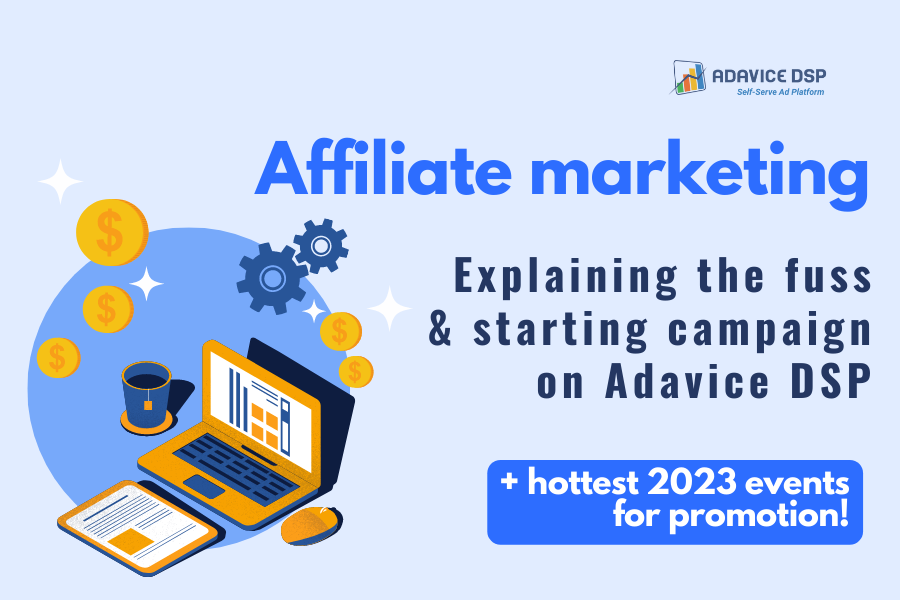 ADAVICE DSP
Self-Serve Ad Platform
Affiliate marketing
Explaining the fuss
& starting campaign
on Adavice DSP
+ hottest 2023 events
for promotion!
$
$
$
$
$